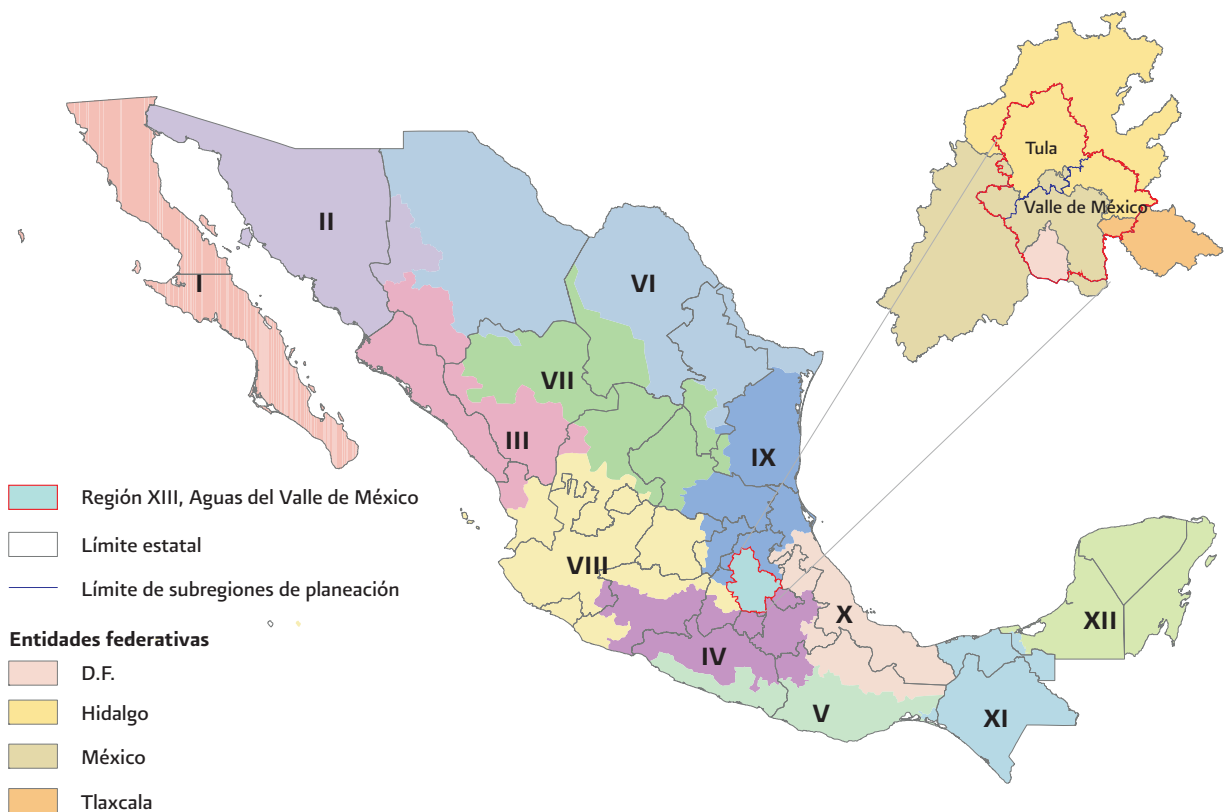 Tula
Valle de México
I
II
VI
VII
III
IX
VIII
IV
X
V
XI
XII
Región XIII, Aguas del Valle de México
Límite estatal
Límite de subregiones de planeación
Entidades federativas
D.F.
Hidalgo
México
Tlaxcala